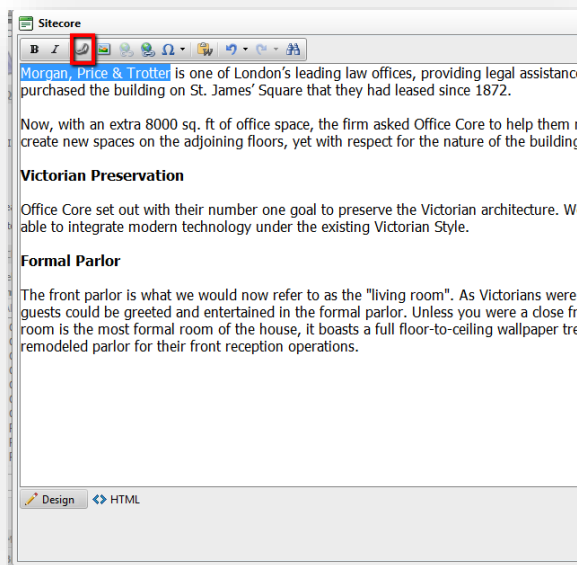 Sitecore
B I Ω
Morgan, Price & Trotter is one of London's leading law offices, providing legal assistance
purchased the building on St. James' Square that they had leased since 1872.
Now, with an extra 8000 sq. ft of office space, the firm asked Office Core to help them
create new spaces on the adjoining floors, yet with respect for the nature of the building
Victorian Preservation
Office Core set out with their number one goal to preserve the Victorian architecture.
able to integrate modern technology under the existing Victorian Style.
Formal Parlor
The front parlor is what we would now refer to as the "living room". As Victorians were
guests could be greeted and entertained in the formal parlor. Unless you were a close
room is the most formal room of the house, it boasts a full floor-to-ceiling wallpaper
remodeled parlor for their front reception operations.
Design <> HTML